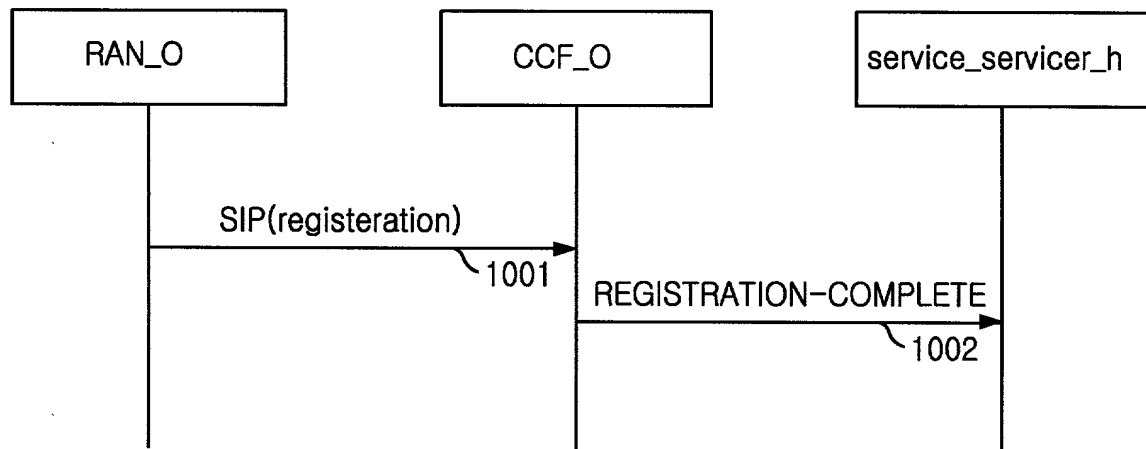 RAN_O
CCF_O
service_servicer_h
SIP(registeration)
1001
REGISTRATION-COMPLETE
1002